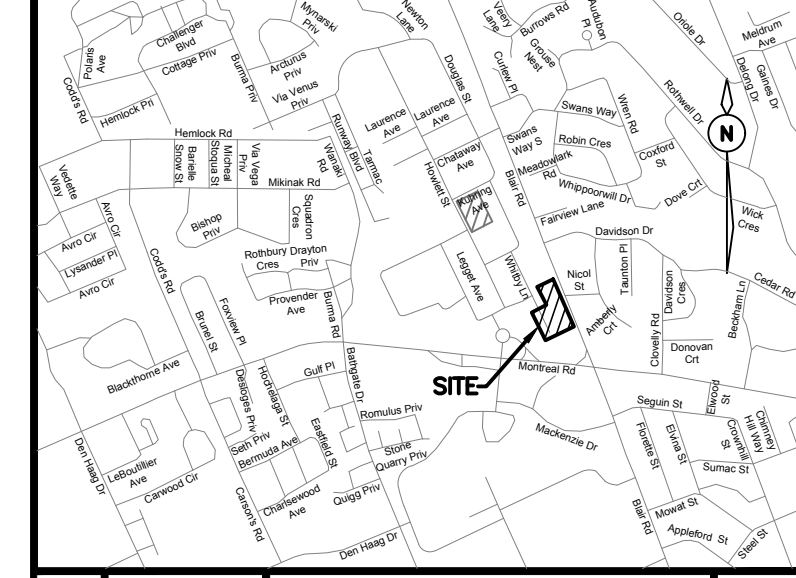 Polaris
Ave
Challenger
Blvd
Cottage Priv
Codd's Rd
Hemlock Pri
Burma Priv
Mynarski
Priv
Arcturus
Priv
Via Venus
Priv
Newton
Lane
Douglas St
Veery
Lane
Burrows Rd
Grouse
Nest
Curlew Pl
Audubon
Pl
Oriole Dr
Meldrum
Ave
Delong Dr
Gaines Dr
Rothwell Dr
N
Hemlock Rd
Barielle
Snow St
Stoqua St
Micheal
Priv
Via Vega
Mikinak Rd
Wanaki
Rd
Runway Blvd
Tarmac
Laurence
Ave
Laurence
Ave
Chataway
Ave
Howlett St
Kipring
Ave
Swans Way
Wren Rd
Swans
Way S
Robin Cres
Meadowlark
Rd
Coxford
St
Blair Rd
Whippoorwill Dr
Dove Crt
Fairview Lane
Wick
Cres
Vedette
Way
Avro Cir
Avro Cir
Lysander Pl
Avro Cir
Codd's Rd
Bishop
Priv
Squadron
Cres
Rothbury
Cres
Drayton
Priv
Provender
Ave
Burma Rd
Legget Ave
Whitby Ln
Davidson Dr
Nicol
St
Taunton Pl
Davidson
Cres
Amberly
Crt
Clovelly Rd
Donovan
Crt
Beckham Ln
Cedar Rd
Brunel St
Foxview Pl
Blackthorne Ave
Desloges Priv
Hochelaga St
Gulf Pl
Bathgate Dr
SITE
Montreal Rd
Romulus Priv
Seth Priv
Bermuda Ave
Eastfield St
Stone
Quarry Priv
Mackenzie Dr
Seguin St
Elwood
St
Florette St
Elvina St
Crownhill
St
Chimney
Hill Way
Sumac St
Den Haag Dr
LeBoutillier
Ave
Carwood Cir
Carson's Rd
Charlsewood
Ave
Quigg Priv
Den Haag Dr
Blair Rd
Mowat St
Appleford St
Steel St